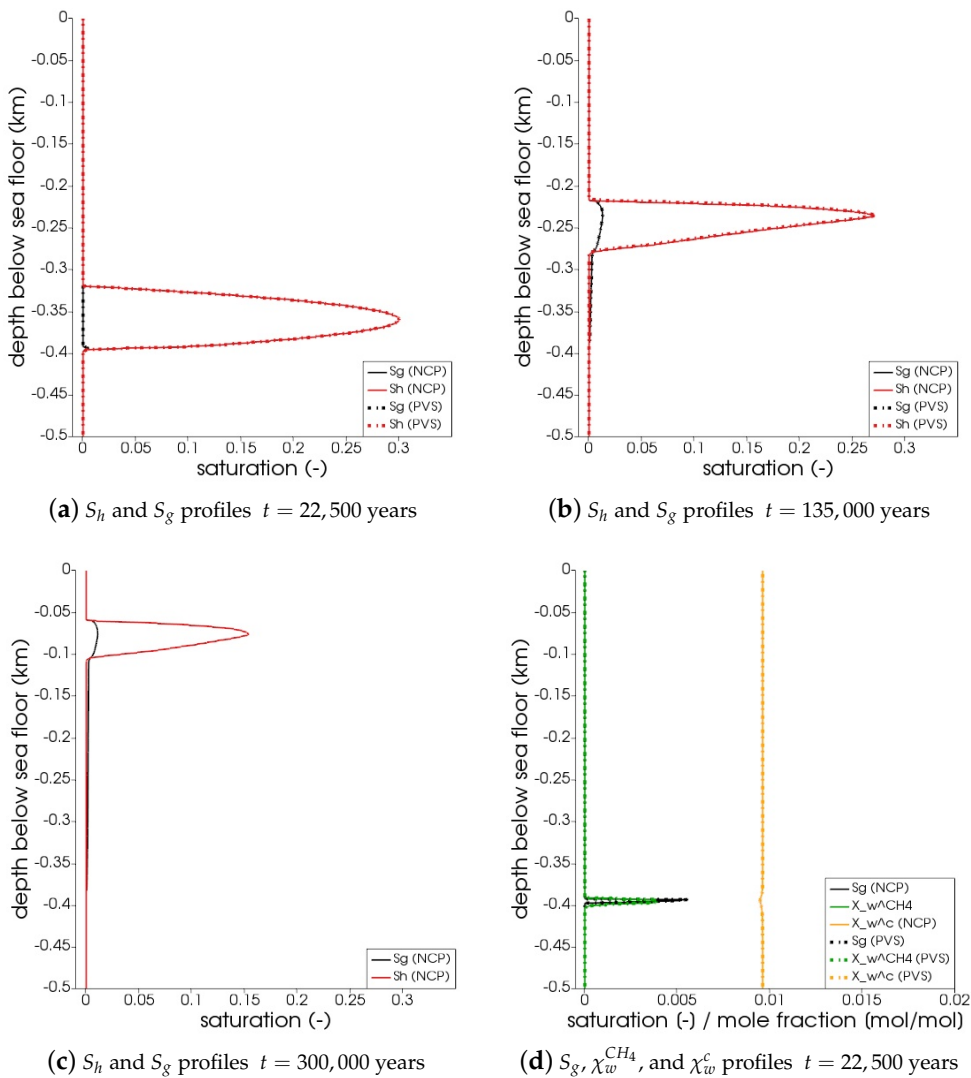 0
-0.05
-0.1
-0.15
-0.2
-0.25
-0.3
-0.35
-0.4
-0.45
-0.5
depth below sea floor (km)
0 0.05 0.1 0.15 0.2 0.25 0.3
saturation (-)
Sg (NCP)
Sh (NCP)
Sg (PVS)
Sh (PVS)
(a) S_h and S_g profiles t = 22,500 years
0
-0.05
-0.1
-0.15
-0.2
-0.25
-0.3
-0.35
-0.4
-0.45
-0.5
depth below sea floor (km)
0 0.05 0.1 0.15 0.2 0.25 0.3
saturation (-)
Sg (NCP)
Sh (NCP)
Sg (PVS)
Sh (PVS)
(b) S_h and S_g profiles t = 135,000 years
0
-0.05
-0.1
-0.15
-0.2
-0.25
-0.3
-0.35
-0.4
-0.45
-0.5
depth below sea floor (km)
0 0.05 0.1 0.15 0.2 0.25 0.3
saturation (-)
Sg (NCP)
Sh (NCP)
(c) S_h and S_g profiles t = 300,000 years
0
-0.05
-0.1
-0.15
-0.2
-0.25
-0.3
-0.35
-0.4
-0.45
-0.5
depth below sea floor (km)
0 0.005 0.01 0.015 0.02
saturation (-) / mole fraction (mol/mol)
Sg (NCP)
X_w^CH4
X_w^c (NCP)
Sg (PVS)
X_w^CH4 (PVS)
X_w^c (PVS)
(d) S_g, χ_w^{CH_4}, and χ_w^c profiles t = 22,500 years